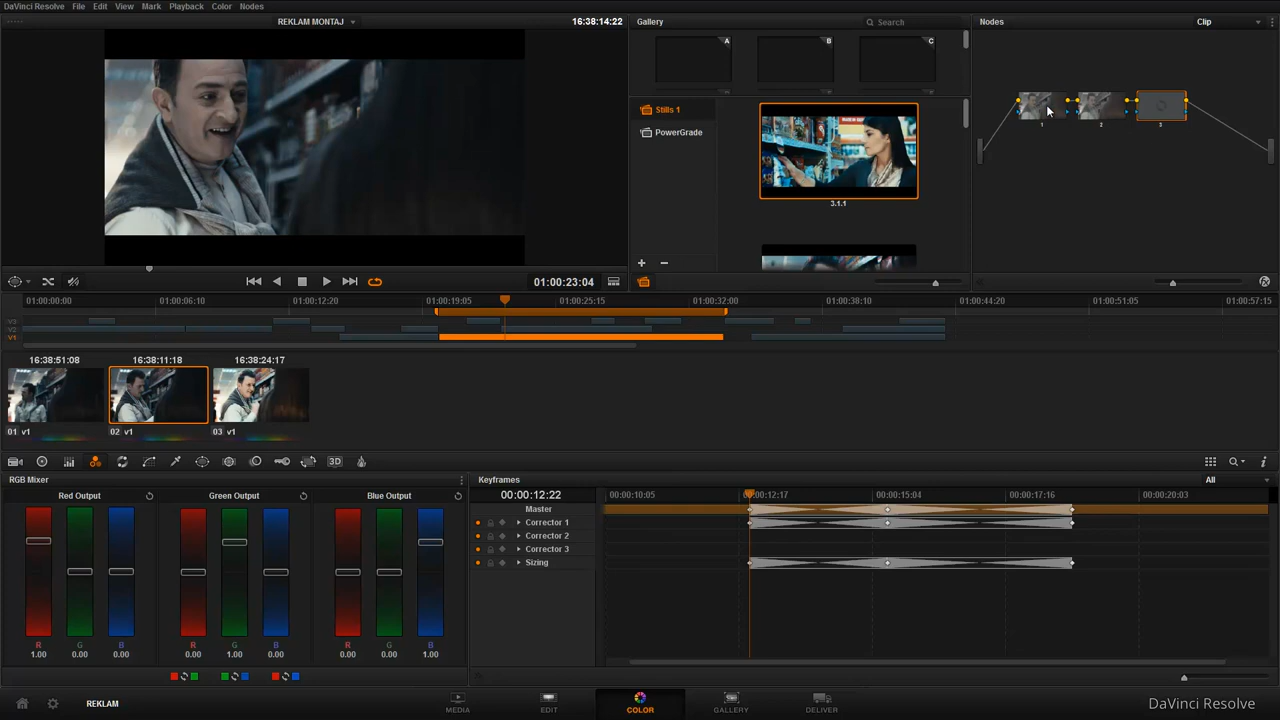 DaVinci Resolve File Edit View Mark Playback Color Nodes
REKLAM MONTAJ 16:38:14:22 Gallery Search Nodes Clip
A B C
Stills 1
PowerGrade
1 2 3
3.1.1
01:00:23:04
01:00:00:00 01:00:06:10 01:00:12:20 01:00:19:05 01:00:25:15 01:00:32:00 01:00:38:10 01:00:44:20 01:00:51:05 01:00:57:15
V3
V2
V1
16:38:51:08 16:38:11:18 16:38:24:17
01 v1 02 v1 03 v1
3D
RGB Mixer Keyframes All
Red Output Green Output Blue Output 00:00:12:22 00:00:10:05 00:00:12:17 00:00:15:04 00:00:17:16 00:00:20:03
Master
Corrector 1
Corrector 2
Corrector 3
Sizing
R G B R G B R G B
1.00 0.00 0.00 0.00 1.00 0.00 0.00 0.00 1.00
REKLAM MEDIA EDIT COLOR GALLERY DELIVER DaVinci Resolve